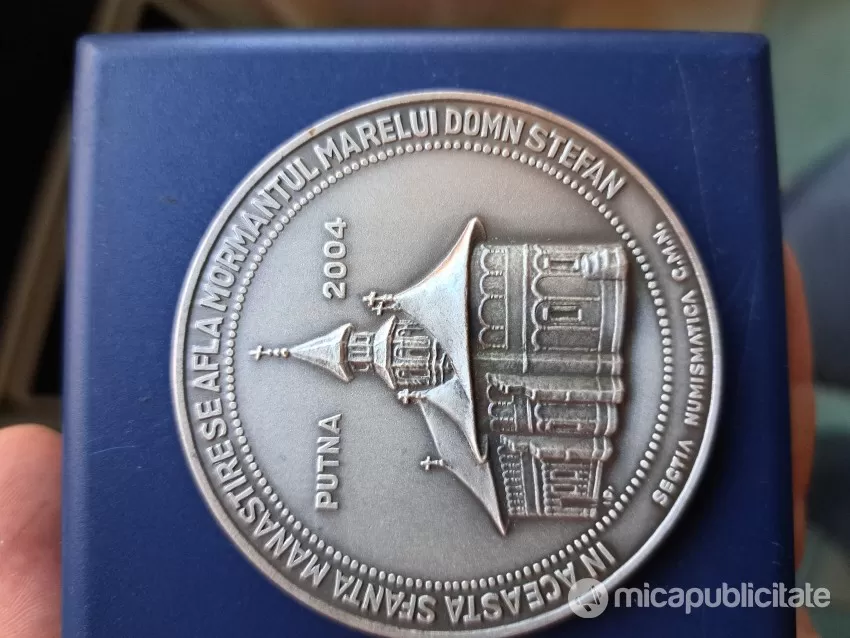 IN ACEASTA SFANTA MANASTIRE SE AFLA MORMANTUL MARELUI DOMN STEFAN
PUTNA 2004
SECTIA NUMISMATICA C.M.N.
micapublicitate